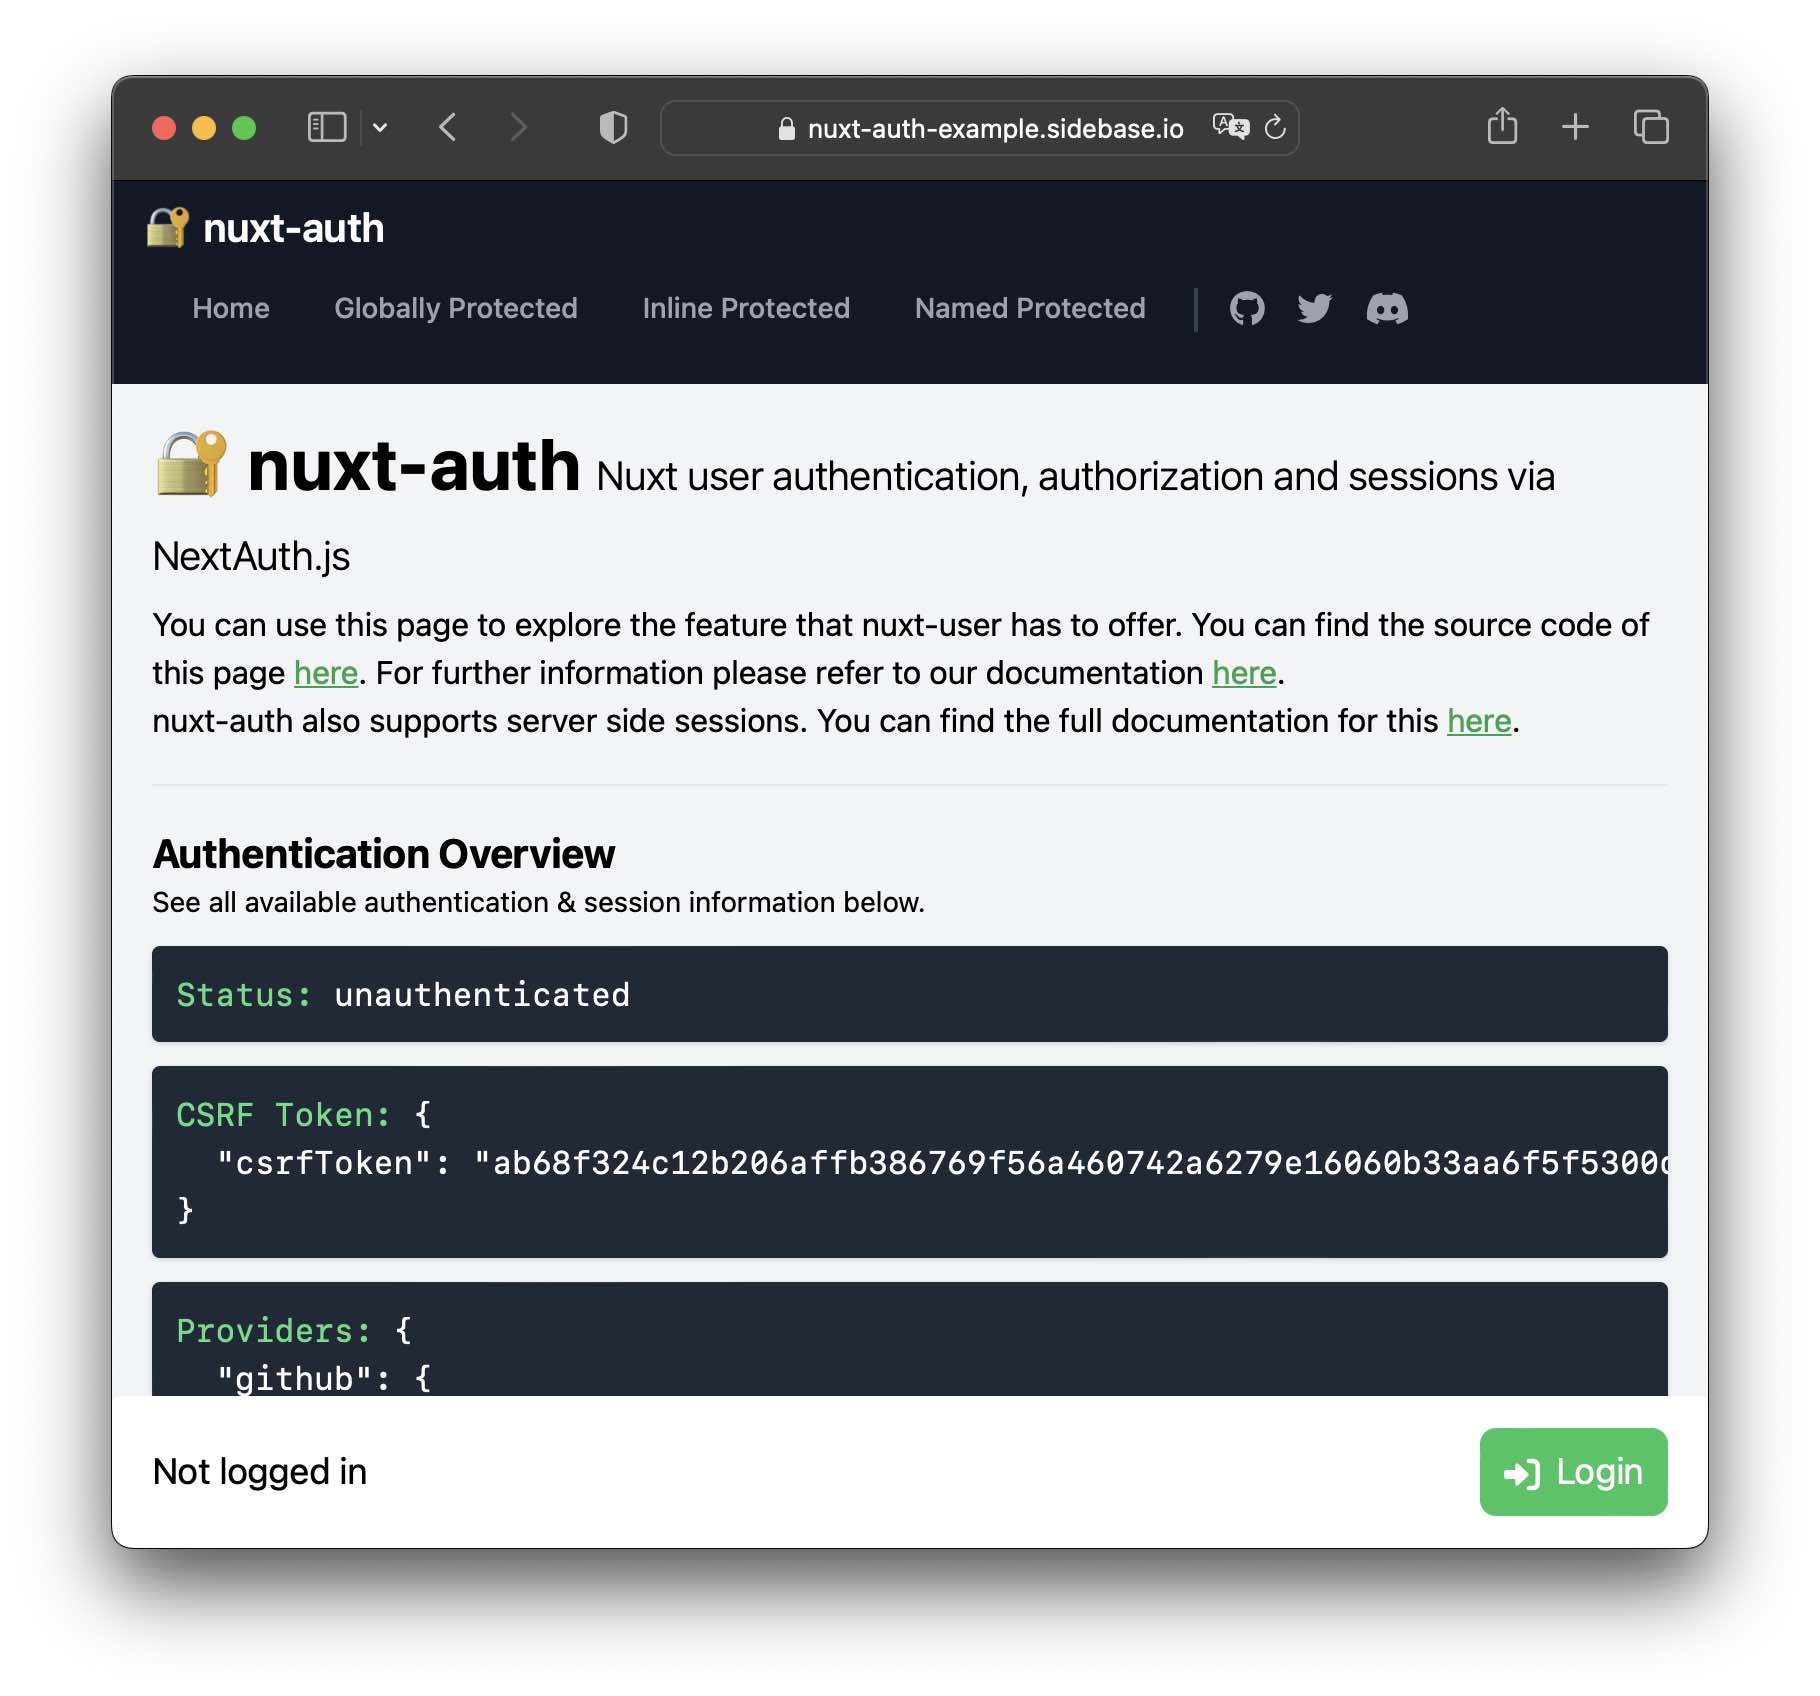 nuxt-auth-example.sidebase.io
nuxt-auth
Home Globally Protected Inline Protected Named Protected
nuxt-auth Nuxt user authentication, authorization and sessions via
NextAuth.js
You can use this page to explore the feature that nuxt-user has to offer. You can find the source code of
this page here. For further information please refer to our documentation here.
nuxt-auth also supports server side sessions. You can find the full documentation for this here.
Authentication Overview
See all available authentication & session information below.
Status: unauthenticated
CSRF Token: {
"csrfToken": "ab68f324c12b206affb386769f56a460742a6279e16060b33aa6f5f5300
}
Providers: {
"github": {
Not logged in
Login